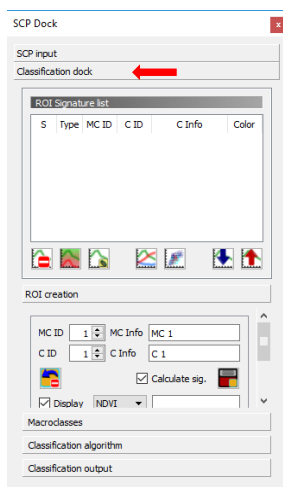 SCP Dock
x
SCP input
Classification dock
ROI Signature list
S Type MC ID C ID C Info Color
ROI creation
MC ID 1 MC Info MC 1
C ID 1 C Info C 1
Calculate sig.
Display NDVI
Macroclasses
Classification algorithm
Classification output